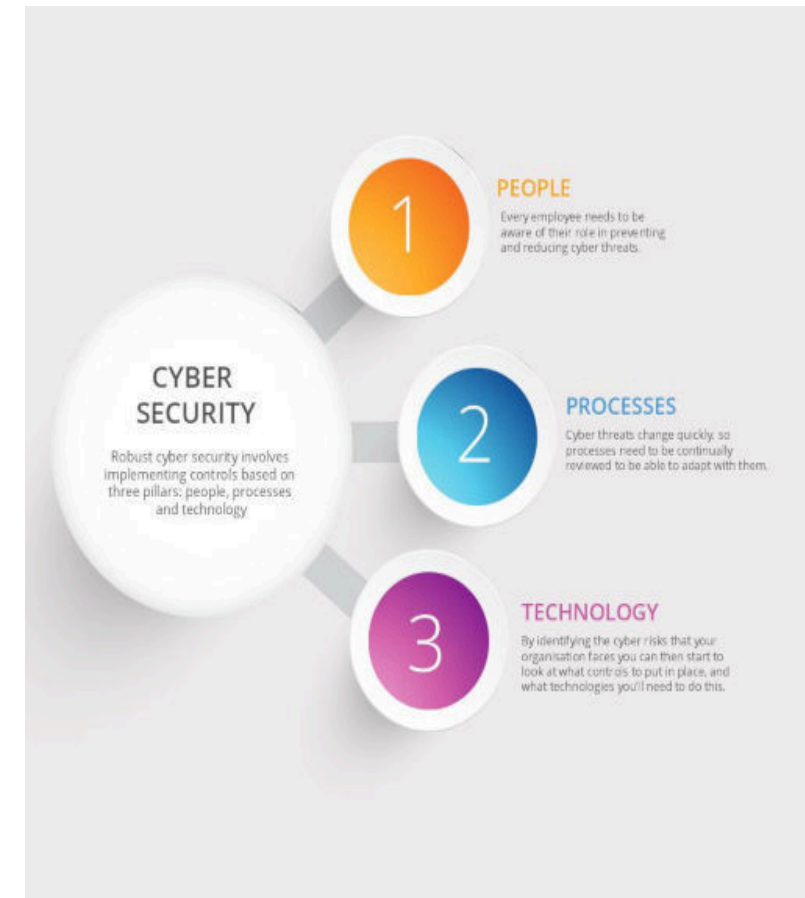 CYBER
SECURITY
Robust cyber security involves
implementing controls based on
three pillars: people, processes
and technology
1
PEOPLE
Every employee needs to be
aware of their role in preventing
and reducing cyber threats.
2
PROCESSES
Cyber threats change quickly, so
processes need to be continually
reviewed to be able to adapt with them.
3
TECHNOLOGY
By identifying the cyber risks that your
organisation faces you can then start to
look at what controls to put in place, and
what technologies you'll need to do this.